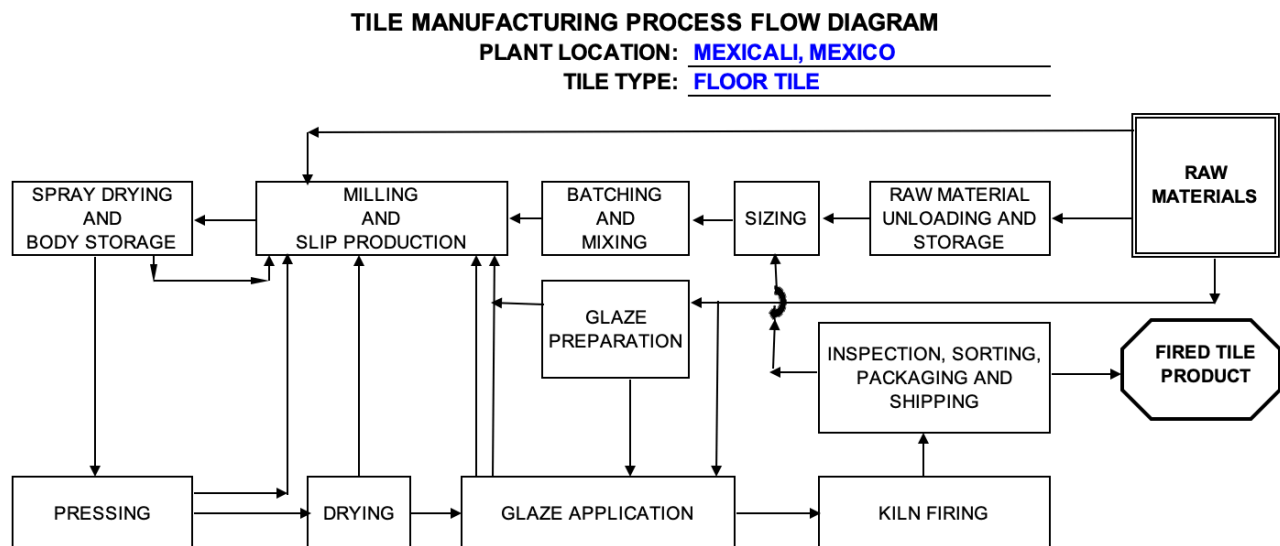 TILE MANUFACTURING PROCESS FLOW DIAGRAM
PLANT LOCATION: MEXICALI, MEXICO
TILE TYPE: FLOOR TILE
SPRAY DRYING
AND
BODY STORAGE
MILLING
AND
SLIP PRODUCTION
BATCHING
AND
MIXING
SIZING
RAW MATERIAL
UNLOADING AND
STORAGE
RAW
MATERIALS
GLAZE
PREPARATION
INSPECTION, SORTING,
PACKAGING AND
SHIPPING
FIRED TILE
PRODUCT
PRESSING
DRYING
GLAZE APPLICATION
KILN FIRING